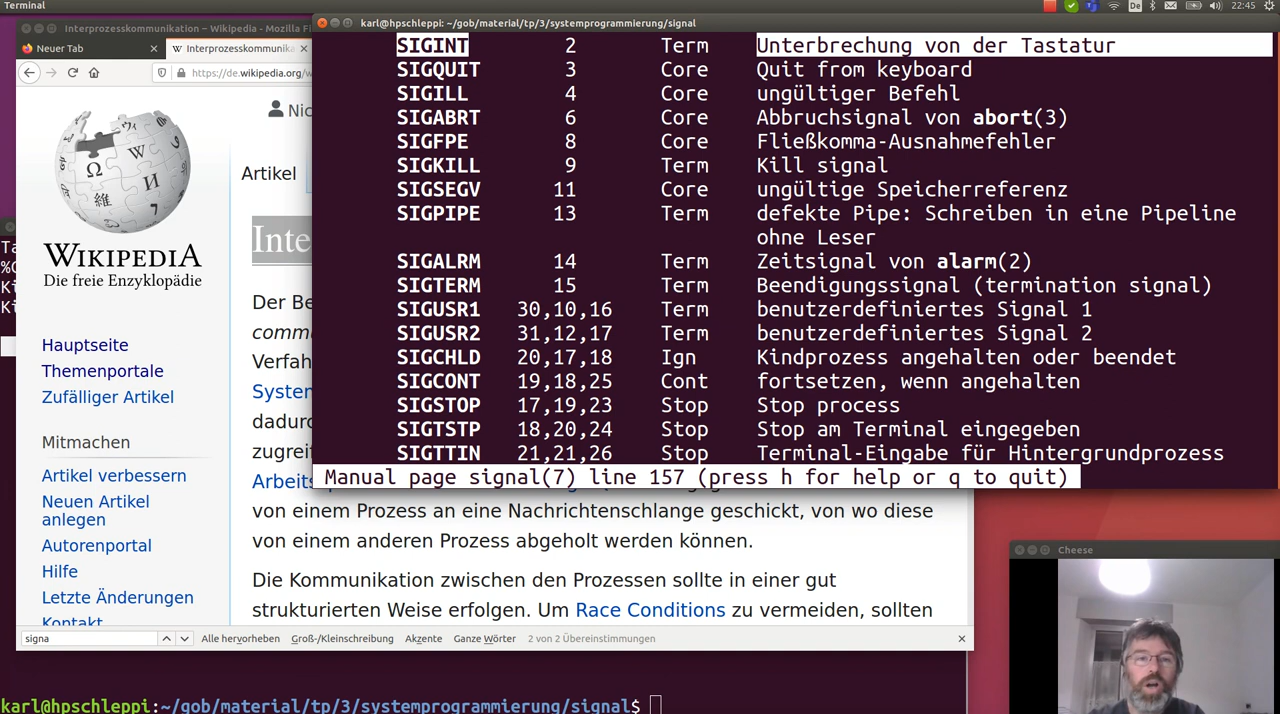 Terminal
De
22:45
Interprozesskommunikation – Wikipedia - Mozilla Fi
Neuer Tab
Interprozesskommunika
https://de.wikipedia.org/w
WIKIPEDIA
Die freie Enzyklopädie
Hauptseite
Themenportale
Zufälliger Artikel
Mitmachen
Artikel verbessern
Neuen Artikel
anlegen
Autorenportal
Hilfe
Letzte Änderungen
Kontakt
Nic
Artikel
Inte
Der Be
commu
Verfah
System
dadurc
zugreif
Arbeits
von einem Prozess an eine Nachrichtenschlange geschickt, von wo diese
von einem anderen Prozess abgeholt werden können.
Die Kommunikation zwischen den Prozessen sollte in einer gut
strukturierten Weise erfolgen. Um Race Conditions zu vermeiden, sollten
signa
Alle hervorheben Groß-/Kleinschreibung Akzente Ganze Wörter 2 von 2 Übereinstimmungen
karl@hpschleppi: ~/gob/material/tp/3/systemprogrammierung/signal
SIGINT 2 Term Unterbrechung von der Tastatur
SIGQUIT 3 Core Quit from keyboard
SIGILL 4 Core ungültiger Befehl
SIGABRT 6 Core Abbruchsignal von abort(3)
SIGFPE 8 Core Fließkomma-Ausnahmefehler
SIGKILL 9 Term Kill signal
SIGSEGV 11 Core ungültige Speicherreferenz
SIGPIPE 13 Term defekte Pipe: Schreiben in eine Pipeline
ohne Leser
SIGALRM 14 Term Zeitsignal von alarm(2)
SIGTERM 15 Term Beendigungssignal (termination signal)
SIGUSR1 30,10,16 Term benutzerdefiniertes Signal 1
SIGUSR2 31,12,17 Term benutzerdefiniertes Signal 2
SIGCHLD 20,17,18 Ign Kindprozess angehalten oder beendet
SIGCONT 19,18,25 Cont fortsetzen, wenn angehalten
SIGSTOP 17,19,23 Stop Stop process
SIGTSTP 18,20,24 Stop Stop am Terminal eingegeben
SIGTTIN 21,21,26 Stop Terminal-Eingabe für Hintergrundprozess
Manual page signal(7) line 157 (press h for help or q to quit)
Cheese
karl@hpschleppi:~/gob/material/tp/3/systemprogrammierung/signal$